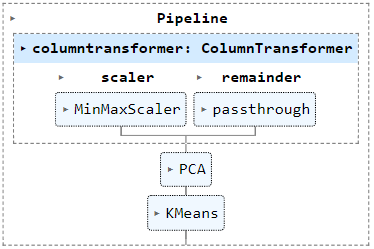 Pipeline
columntransformer: ColumnTransformer
scaler remainder
MinMaxScaler passthrough
PCA
KMeans